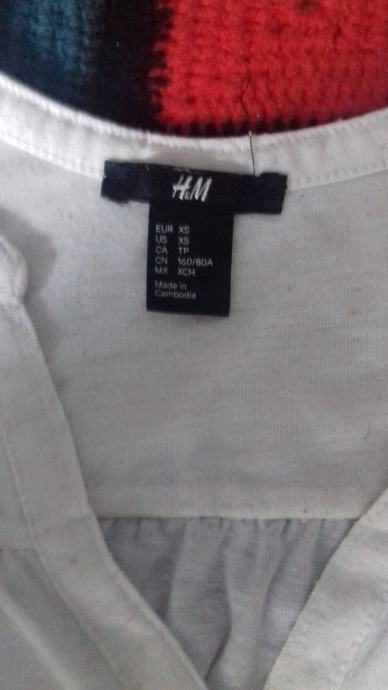 H&M
EUR XS
US XS
CA TP
CN 160/80A
MX XCH
Made in
Cambodia